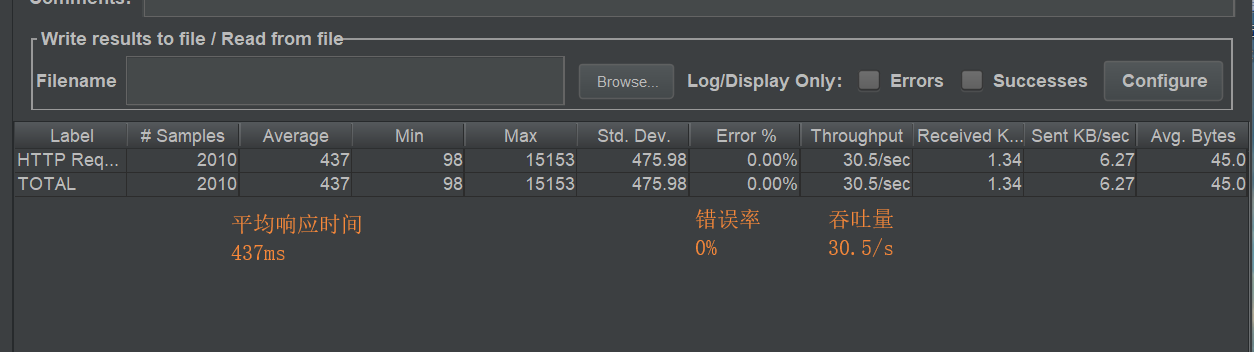 Comments:
Write results to file / Read from file
Filename Browse... Log/Display Only: Errors Successes Configure
Label # Samples Average Min Max Std. Dev. Error % Throughput Received K... Sent KB/sec Avg. Bytes
HTTP Req... 2010 437 98 15153 475.98 0.00% 30.5/sec 1.34 6.27 45.0
TOTAL 2010 437 98 15153 475.98 0.00% 30.5/sec 1.34 6.27 45.0
平均响应时间 错误率 吞吐量
437ms 0% 30.5/s